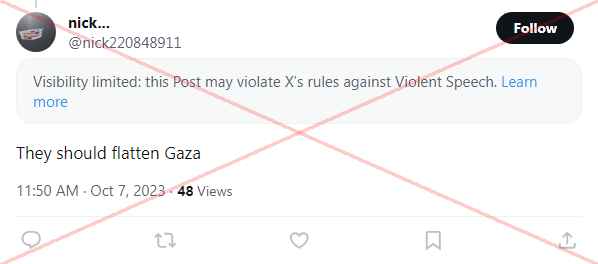 nick...
@nick220848911
Follow
Visibility limited: this Post may violate X's rules against Violent Speech. Learn
more
They should flatten Gaza
11:50 AM · Oct 7, 2023 · 48 Views